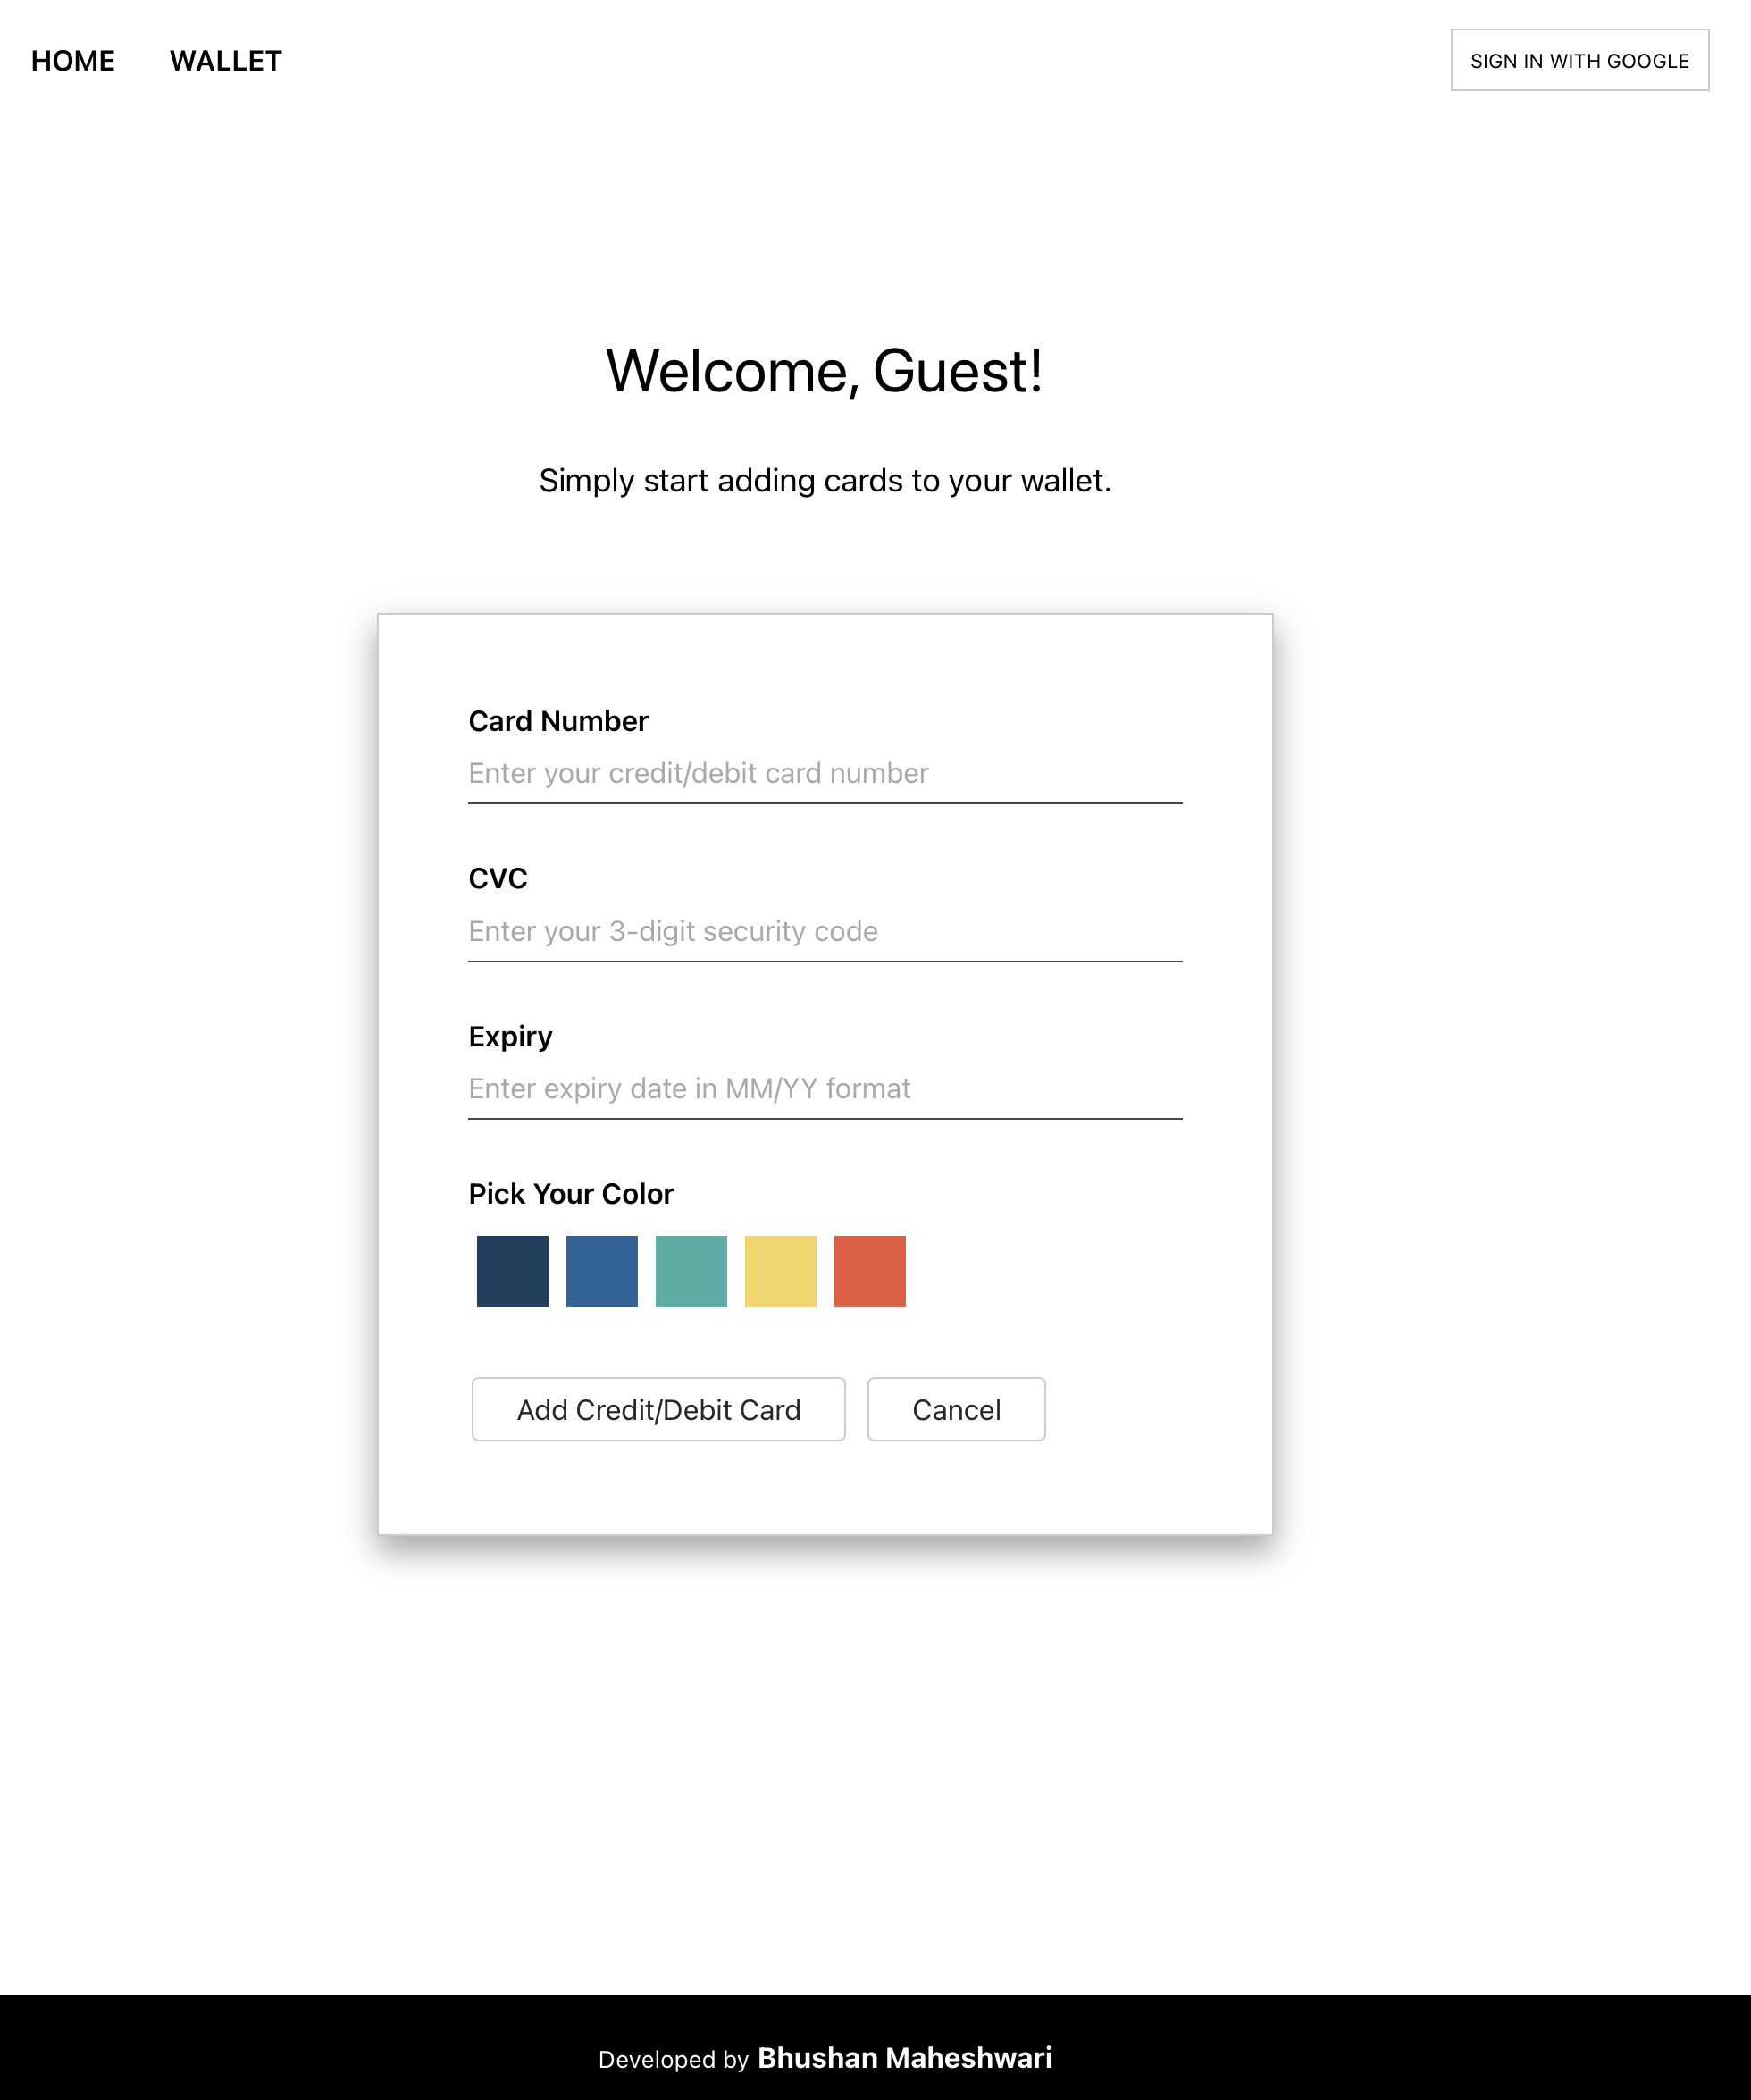 HOME WALLET SIGN IN WITH GOOGLE
Welcome, Guest!
Simply start adding cards to your wallet.
Card Number
Enter your credit/debit card number
CVC
Enter your 3-digit security code
Expiry
Enter expiry date in MM/YY format
Pick Your Color
Add Credit/Debit Card Cancel
Developed by Bhushan Maheshwari